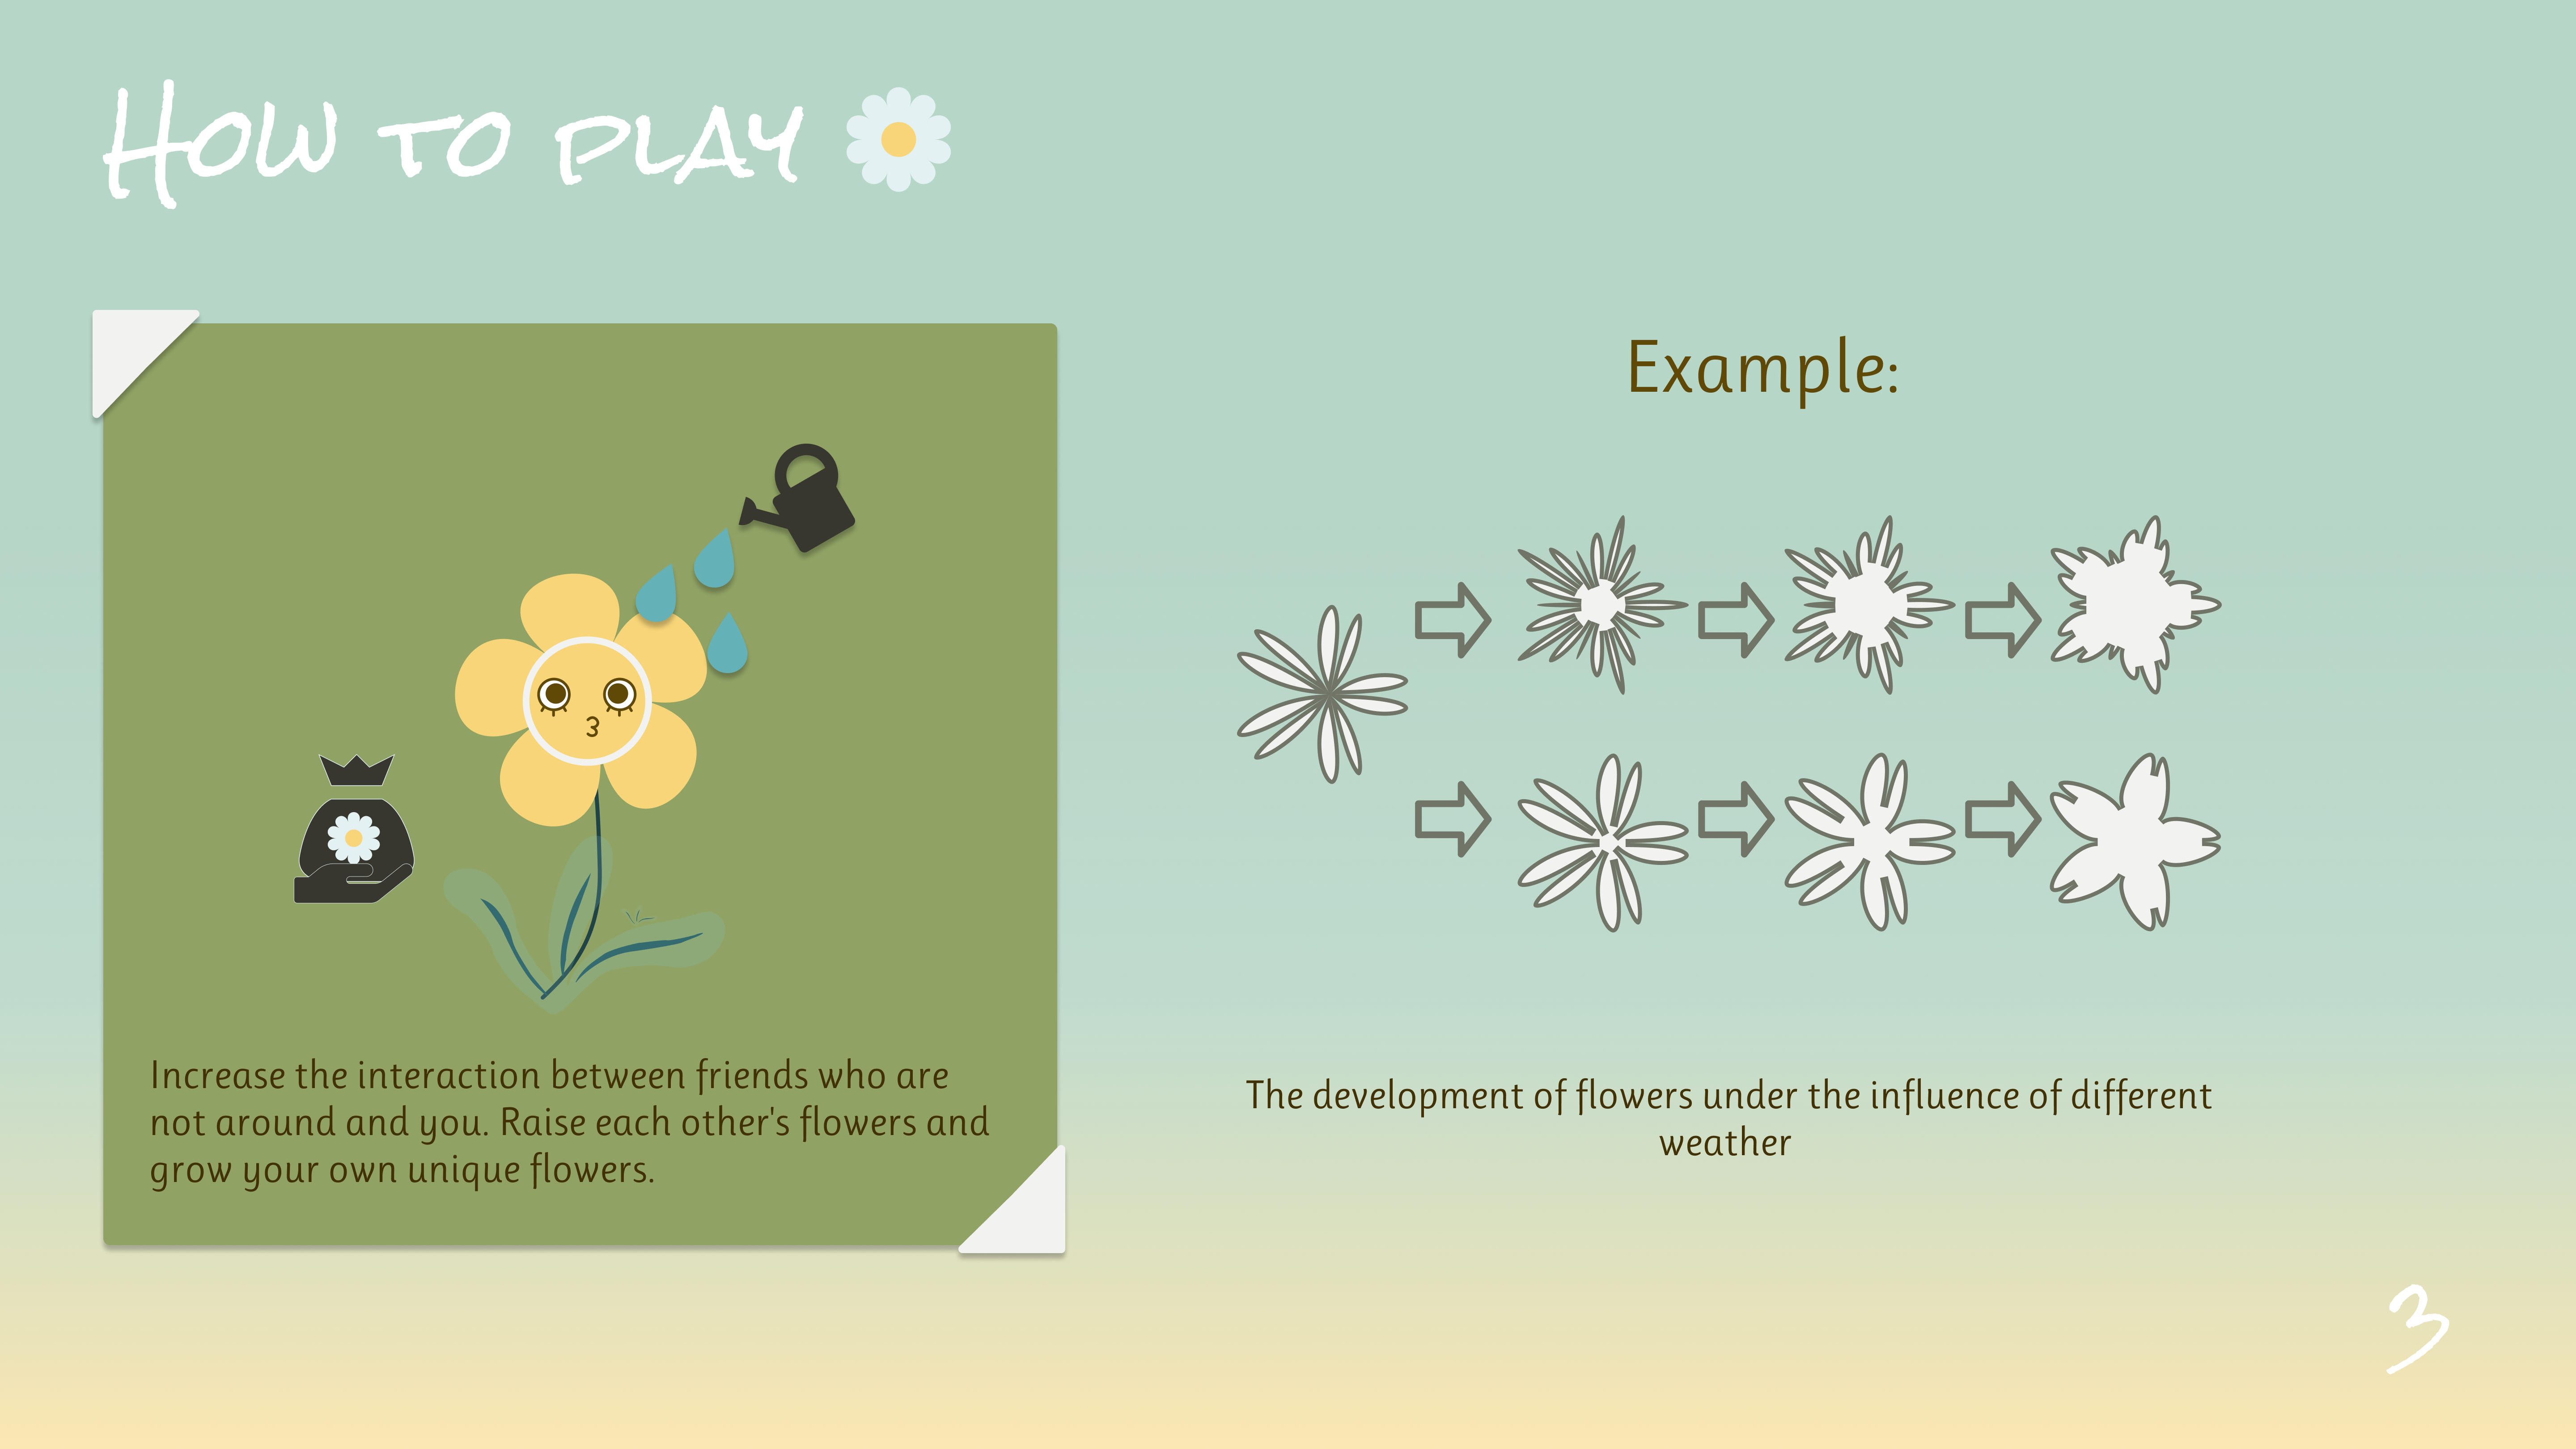 How to play
Increase the interaction between friends who are
not around and you. Raise each other's flowers and
grow your own unique flowers.
Example:
The development of flowers under the influence of different
weather
3